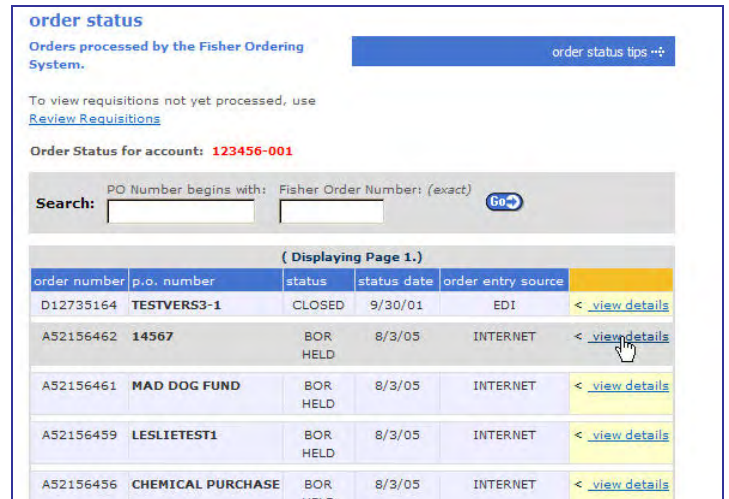 order status
Orders processed by the Fisher Ordering
System.
order status tips
To view requisitions not yet processed, use
Review Requisitions
Order Status for account: 123456-001
PO Number begins with: Fisher Order Number: (exact)
Search: Go
( Displaying Page 1.)
order number p.o. number status status date order entry source
D12735164 TESTVERS3-1 CLOSED 9/30/01 EDI < view details
A52156462 14567 BOR 8/3/05 INTERNET < view details
HELD
A52156461 MAD DOG FUND BOR 8/3/05 INTERNET < view details
HELD
A52156459 LESLIETEST1 BOR 8/3/05 INTERNET < view details
HELD
A52156456 CHEMICAL PURCHASE BOR 8/3/05 INTERNET < view details